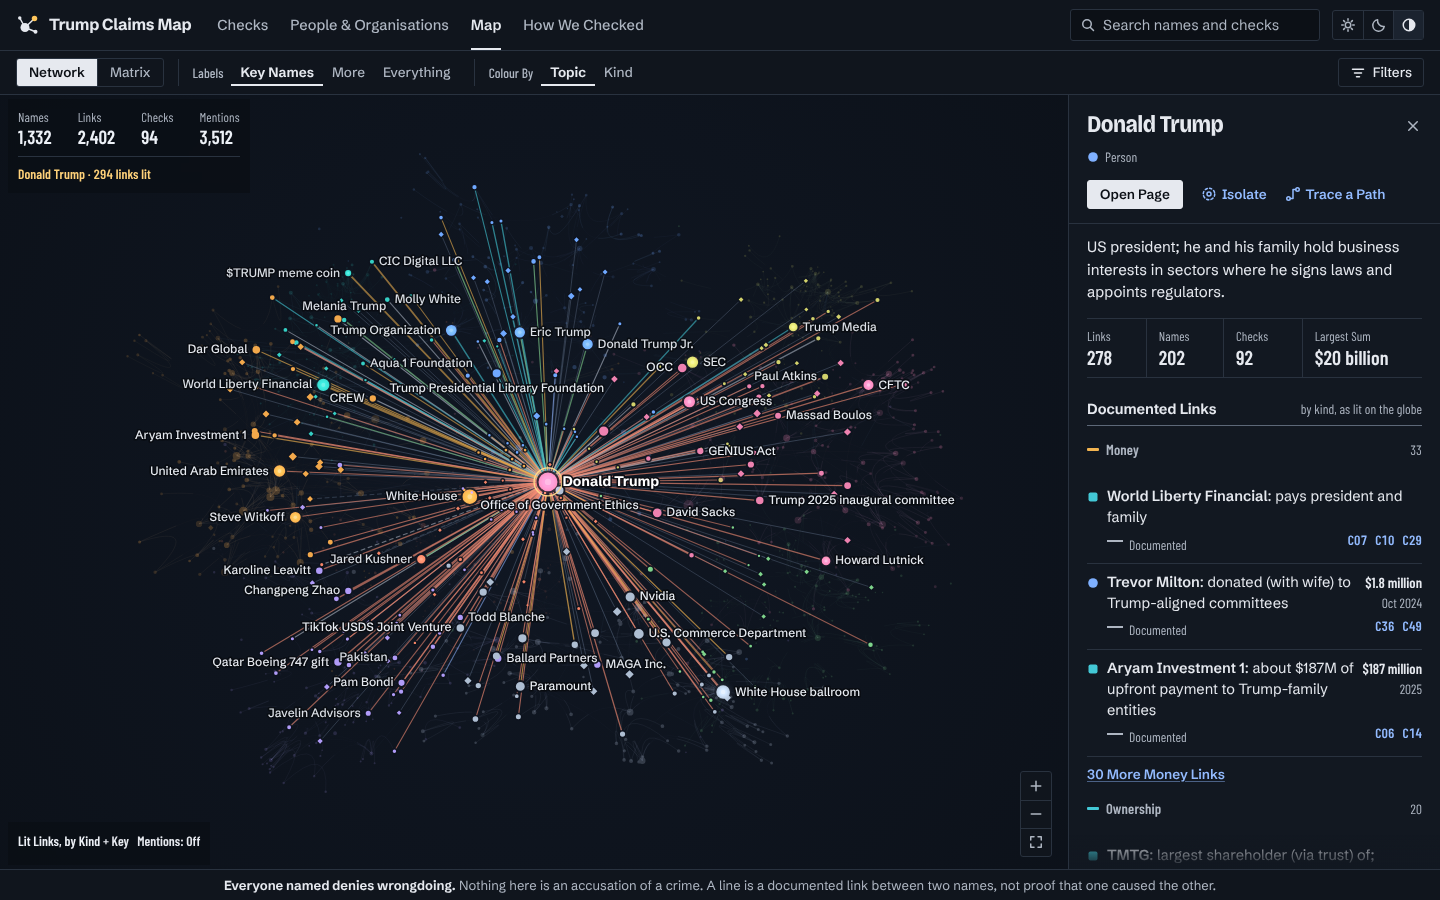 Trump Claims Map
Checks
People & Organisations
Map
How We Checked
Search names and checks
Network
Matrix
Labels
Key Names
More
Everything
Colour By
Topic
Kind
Filters
Names
Links
Checks
Mentions
1,332
2,402
94
3,512
Donald Trump · 294 links lit
CIC Digital LLC
$TRUMP meme coin
Molly White
Melania Trump
Trump Organization
Eric Trump
Donald Trump Jr.
Trump Media
Dar Global
Aqua 1 Foundation
OCC
SEC
Paul Atkins
World Liberty Financial
Trump Presidential Library Foundation
CFTC
CREW
US Congress
Massad Boulos
Aryam Investment 1
GENIUS Act
United Arab Emirates
Donald Trump
White House
Office of Government Ethics
Trump 2025 inaugural committee
Steve Witkoff
David Sacks
Jared Kushner
Howard Lutnick
Karoline Leavitt
Changpeng Zhao
Nvidia
Todd Blanche
TikTok USDS Joint Venture
U.S. Commerce Department
Qatar Boeing 747 gift
Pakistan
Ballard Partners
MAGA Inc.
Pam Bondi
Paramount
White House ballroom
Javelin Advisors
Lit Links, by Kind + Key
Mentions: Off
Donald Trump
Person
Open Page
Isolate
Trace a Path
US president; he and his family hold business
interests in sectors where he signs laws and
appoints regulators.
Links
Names
Checks
Largest Sum
278
202
92
$20 billion
Documented Links
by kind, as lit on the globe
Money
33
World Liberty Financial: pays president and
family
Documented
C07 C10 C29
Trevor Milton: donated (with wife) to
$1.8 million
Trump-aligned committees
Oct 2024
Documented
C36 C49
Aryam Investment 1: about $187M of
$187 million
upfront payment to Trump-family
2025
entities
Documented
C06 C14
30 More Money Links
Ownership
20
TMTG: largest shareholder (via trust) of;
Everyone named denies wrongdoing. Nothing here is an accusation of a crime. A line is a documented link between two names, not proof that one caused the other.